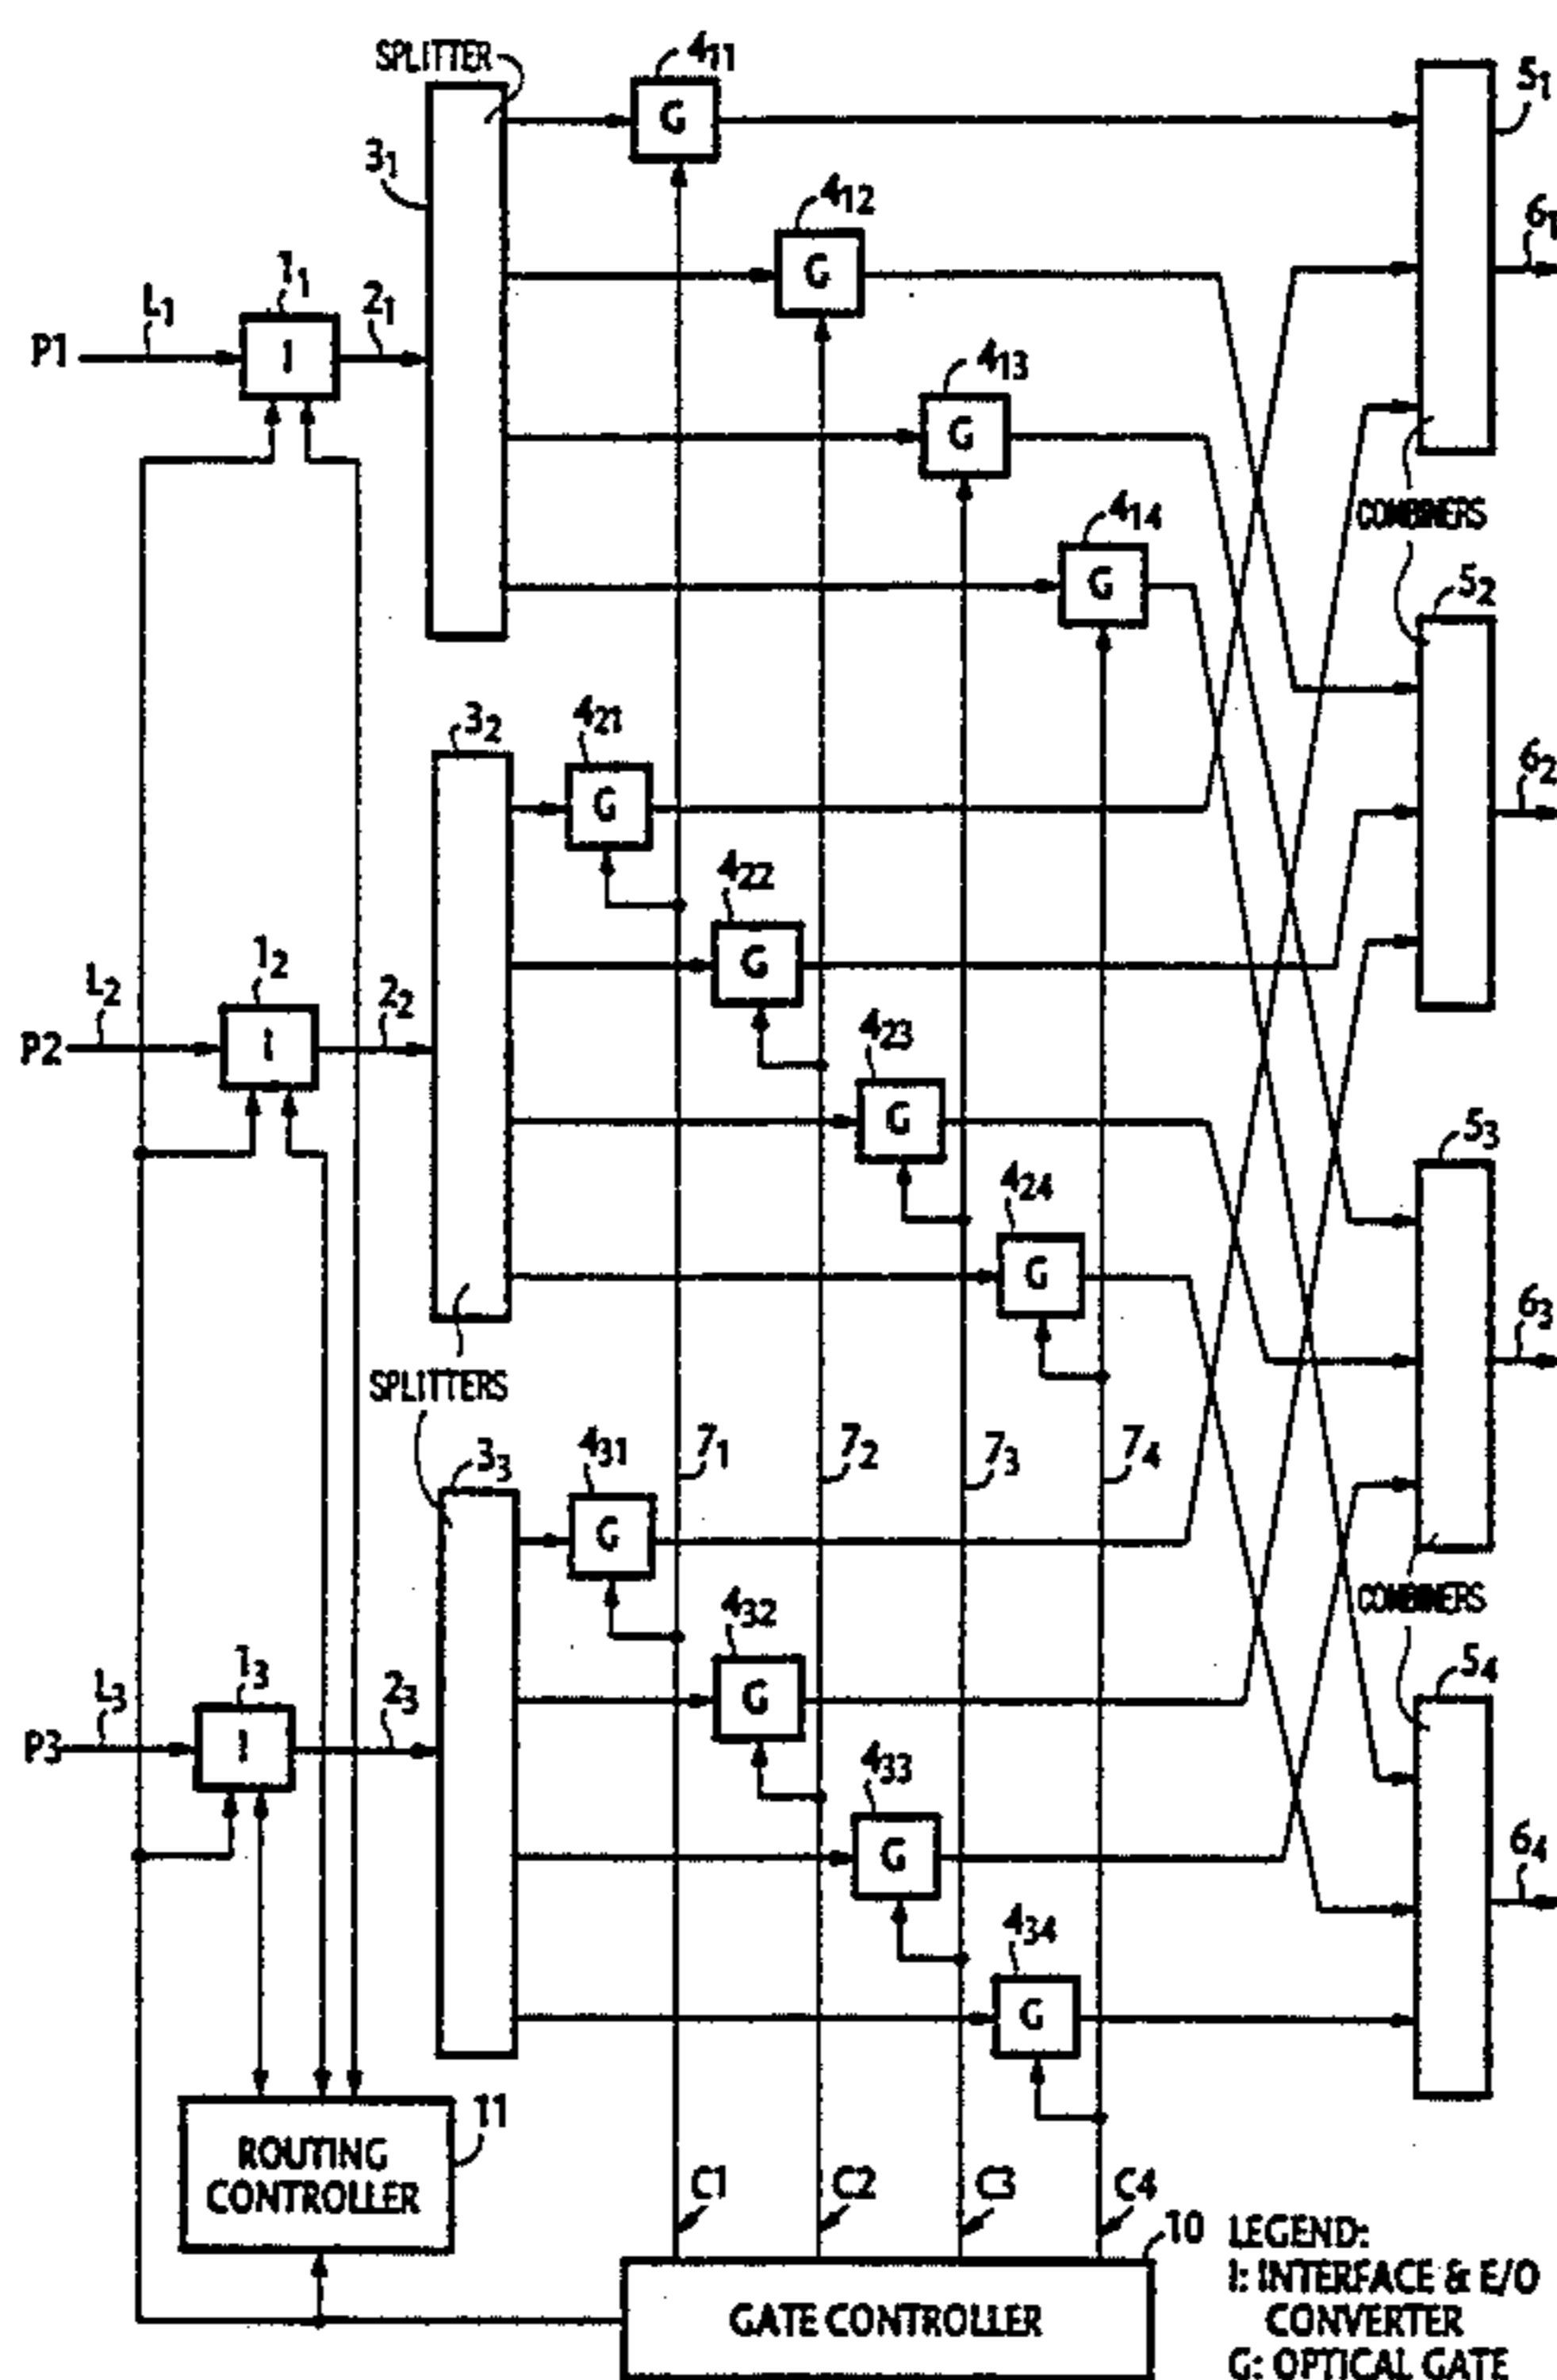 SPLITTER
4₁₁
5₁
3₁
4₁₂
6₁
1₁
L₁
2₁
P1
I
G
G
4₁₃
G
4₁₄
G
COMBINERS
5₂
3₂
4₂₁
G
6₂
4₂₂
G
1₂
L₂
2₂
P2
I
4₂₃
G
5₃
4₂₄
G
6₃
SPLITTERS
3₃
4₃₁
G
7₁
7₂
7₃
7₄
COMBINERS
4₃₂
G
5₄
1₃
L₃
2₃
P3
I
4₃₃
G
6₄
4₃₄
G
11
ROUTING
CONTROLLER
C1
C2
C3
C4
10
GATE CONTROLLER
LEGEND:
I: INTERFACE & E/O
CONVERTER
G: OPTICAL GATE